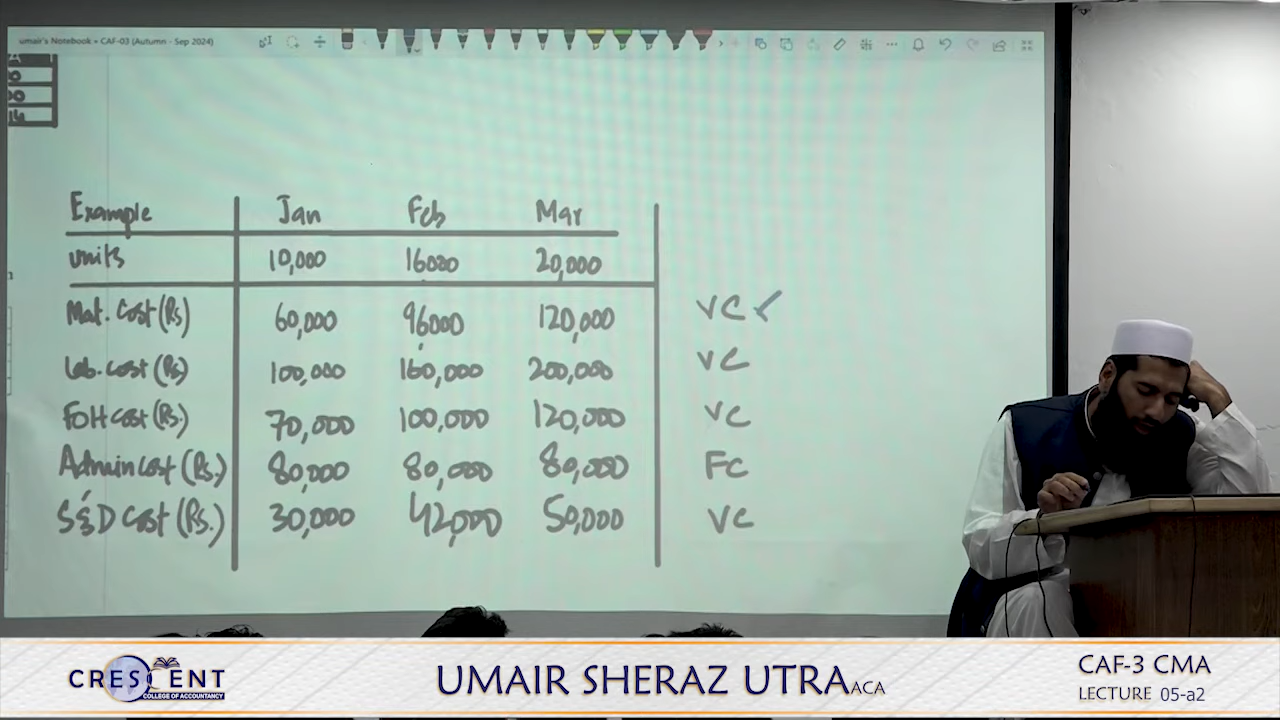 umair's Notebook » CAF-03 (Autumn - Sep 2024)
Example Jan Feb Mar
units 10,000 16000 20,000
Mat. Cost (Rs) 60,000 96000 120,000 VC ✓
Lab. cost (Rs) 100,000 160,000 200,000 VC
FOH Cost (Rs.) 70,000 100,000 120,000 VC
Admin cost (Rs.) 80,000 80,000 80,000 FC
S&D Cost (Rs.) 30,000 42,000 50,000 VC
CRESCENT
COLLEGE OF ACCOUNTANCY
UMAIR SHERAZ UTRA ACA
CAF-3 CMA
LECTURE 05-a2